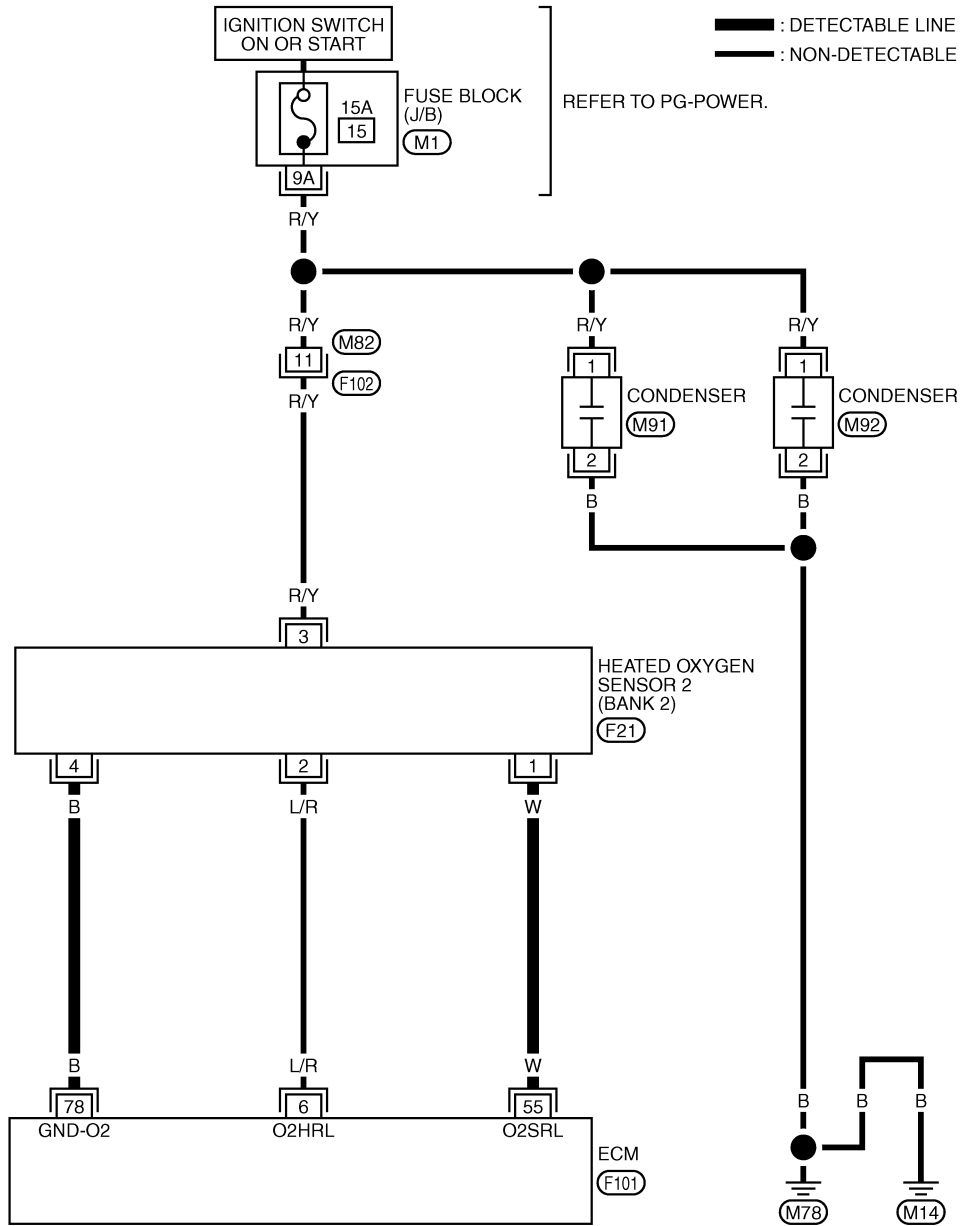 IGNITION SWITCH
ON OR START
: DETECTABLE LINE
: NON-DETECTABLE
15A
15
FUSE BLOCK
(J/B)
M1
REFER TO PG-POWER.
9A
R/Y
R/Y
R/Y
R/Y
11
M82
F102
R/Y
1
1
CONDENSER
M91
CONDENSER
M92
2
2
B
B
R/Y
3
HEATED OXYGEN
SENSOR 2
(BANK 2)
F21
4
2
1
B
L/R
W
B
L/R
W
78
6
55
GND-O2
O2HRL
O2SRL
ECM
F101
B
B
B
M78
M14